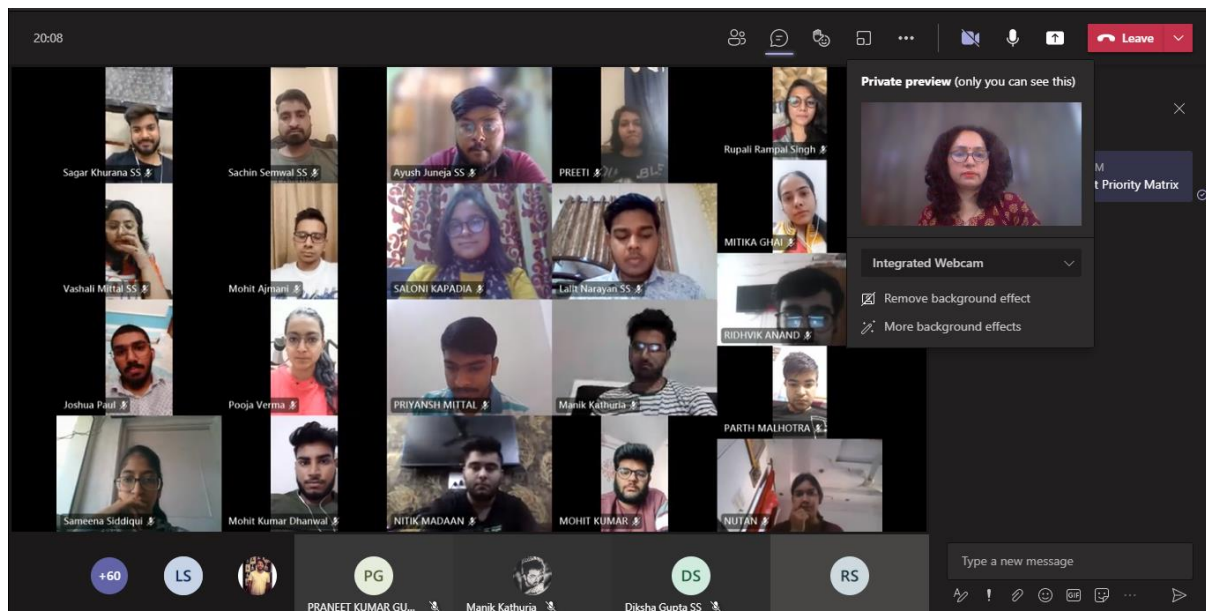 20:08
Leave
Private preview (only you can see this)
Integrated Webcam
Remove background effect
More background effects
M
t Priority Matrix
Sagar Khurana SS
Sachin Semwal SS
Ayush Juneja SS
PREETI
Rupali Rampal Singh
MITIKA GHAI
Vashali Mittal SS
Mohit Ajmani
SALONI KAPADIA
Lalit Narayan SS
RIDHVIK ANAND
Joshua Paul
Pooja Verma
PRIYANSH MITTAL
Manik Kathuria
PARTH MALHOTRA
Sameena Siddiqui
Mohit Kumar Dhanwal
NITIK MADAAN
MOHIT KUMAR
NUTAN
+60
LS
PG
DS
RS
PRANEET KUMAR GU...
Manik Kathuria
Diksha Gupta SS
Type a new message
GIF